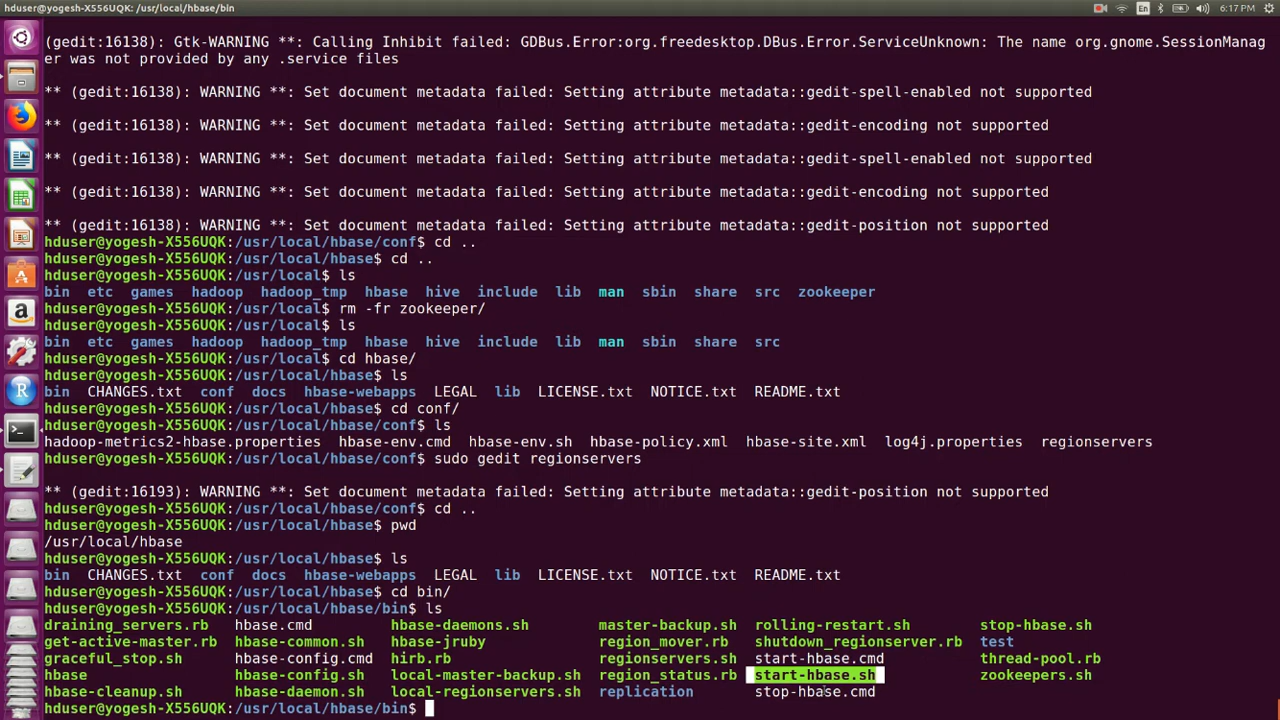 hduser@yogesh-X556UQK: /usr/local/hbase/bin
En
6:17 PM
(gedit:16138): Gtk-WARNING **: Calling Inhibit failed: GDBus.Error:org.freedesktop.DBus.Error.ServiceUnknown: The name org.gnome.SessionManag
er was not provided by any .service files
** (gedit:16138): WARNING **: Set document metadata failed: Setting attribute metadata::gedit-spell-enabled not supported
** (gedit:16138): WARNING **: Set document metadata failed: Setting attribute metadata::gedit-encoding not supported
** (gedit:16138): WARNING **: Set document metadata failed: Setting attribute metadata::gedit-spell-enabled not supported
** (gedit:16138): WARNING **: Set document metadata failed: Setting attribute metadata::gedit-encoding not supported
** (gedit:16138): WARNING **: Set document metadata failed: Setting attribute metadata::gedit-position not supported
hduser@yogesh-X556UQK:/usr/local/hbase/conf$ cd ..
hduser@yogesh-X556UQK:/usr/local/hbase$ cd ..
hduser@yogesh-X556UQK:/usr/local$ ls
bin etc games hadoop hadoop_tmp hbase hive include lib man sbin share src zookeeper
hduser@yogesh-X556UQK:/usr/local$ rm -fr zookeeper/
hduser@yogesh-X556UQK:/usr/local$ ls
bin etc games hadoop hadoop_tmp hbase hive include lib man sbin share src
hduser@yogesh-X556UQK:/usr/local$ cd hbase/
hduser@yogesh-X556UQK:/usr/local/hbase$ ls
bin CHANGES.txt conf docs hbase-webapps LEGAL lib LICENSE.txt NOTICE.txt README.txt
hduser@yogesh-X556UQK:/usr/local/hbase$ cd conf/
hduser@yogesh-X556UQK:/usr/local/hbase/conf$ ls
hadoop-metrics2-hbase.properties hbase-env.cmd hbase-env.sh hbase-policy.xml hbase-site.xml log4j.properties regionservers
hduser@yogesh-X556UQK:/usr/local/hbase/conf$ sudo gedit regionservers
** (gedit:16193): WARNING **: Set document metadata failed: Setting attribute metadata::gedit-position not supported
hduser@yogesh-X556UQK:/usr/local/hbase/conf$ cd ..
hduser@yogesh-X556UQK:/usr/local/hbase$ pwd
/usr/local/hbase
hduser@yogesh-X556UQK:/usr/local/hbase$ ls
bin CHANGES.txt conf docs hbase-webapps LEGAL lib LICENSE.txt NOTICE.txt README.txt
hduser@yogesh-X556UQK:/usr/local/hbase$ cd bin/
hduser@yogesh-X556UQK:/usr/local/hbase/bin$ ls
draining_servers.rb hbase.cmd hbase-daemons.sh master-backup.sh rolling-restart.sh stop-hbase.sh
get-active-master.rb hbase-common.sh hbase-jruby region_mover.rb shutdown_regionserver.rb test
graceful_stop.sh hbase-config.cmd hirb.rb regionservers.sh start-hbase.cmd thread-pool.rb
hbase hbase-config.sh local-master-backup.sh region_status.rb start-hbase.sh zookeepers.sh
hbase-cleanup.sh hbase-daemon.sh local-regionservers.sh replication stop-hbase.cmd
hduser@yogesh-X556UQK:/usr/local/hbase/bin$